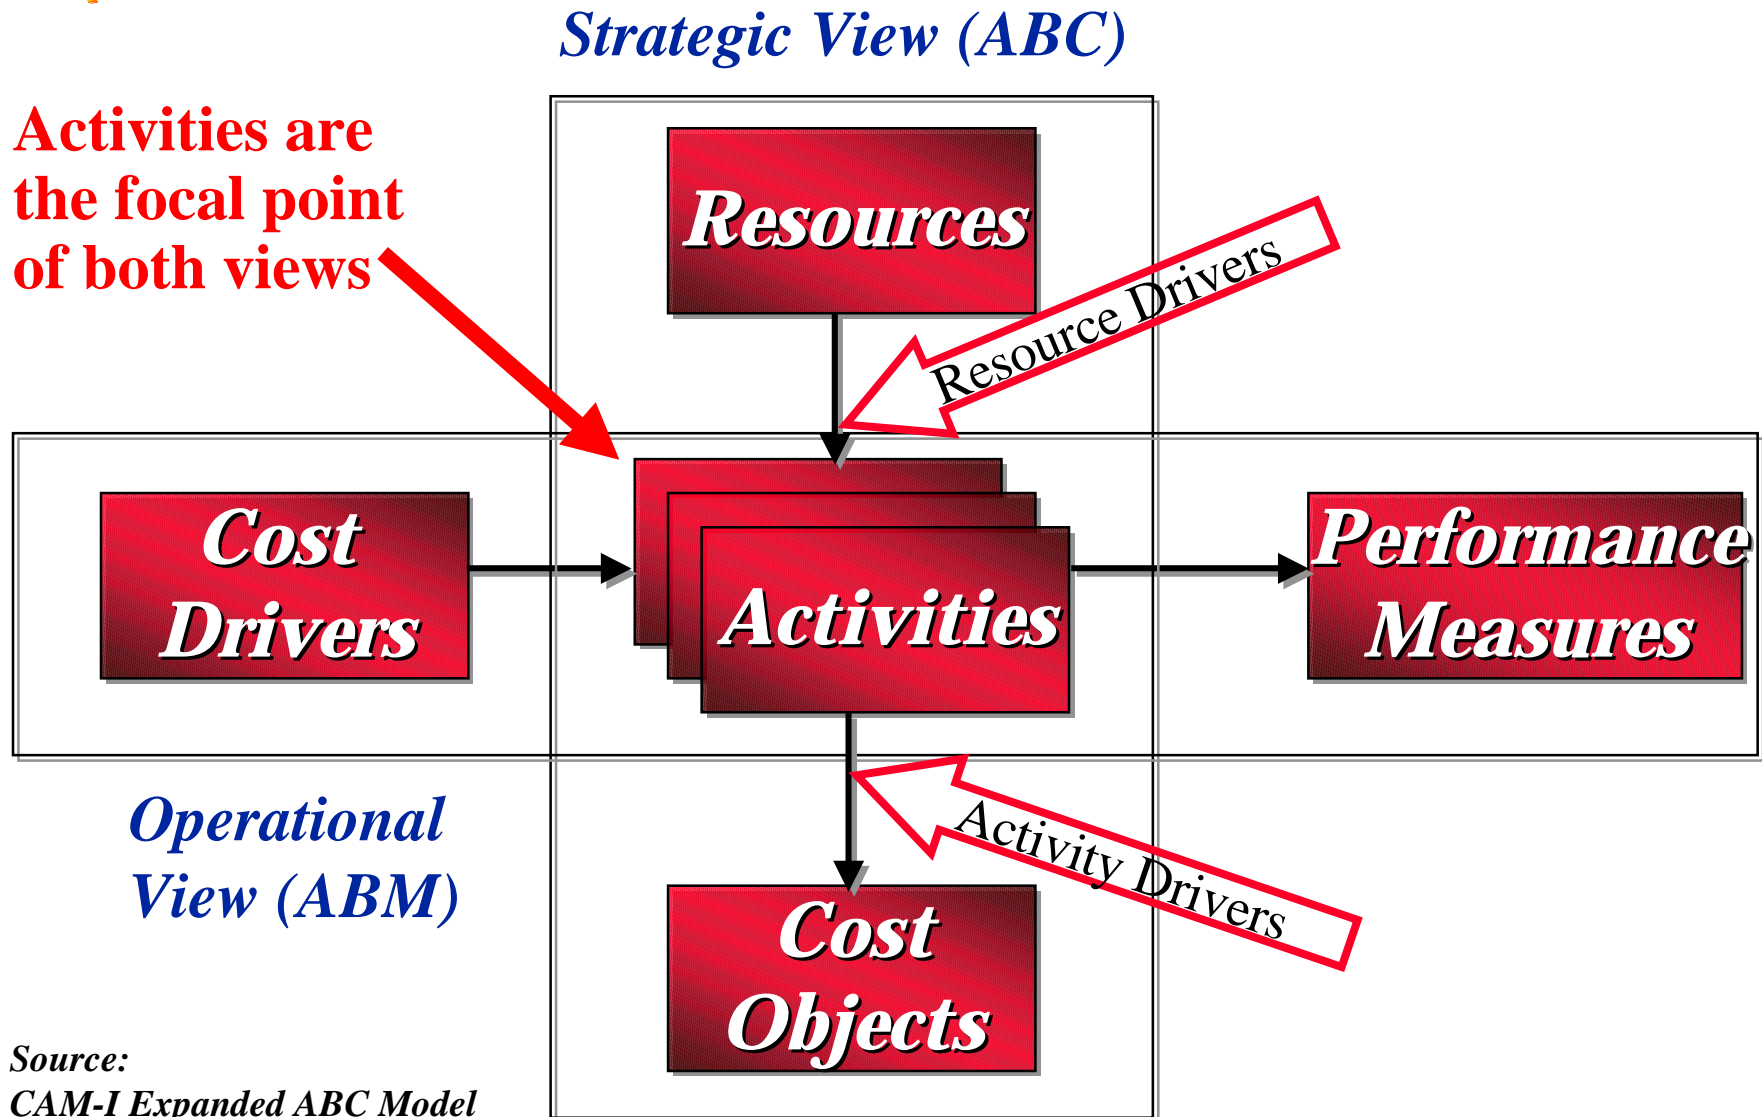 Strategic View (ABC)
Activities are
the focal point
of both views
Resources
Resource Drivers
Cost
Drivers
Activities
Performance
Measures
Operational
View (ABM)
Activity Drivers
Cost
Objects
Source:
CAM-I Expanded ABC Model